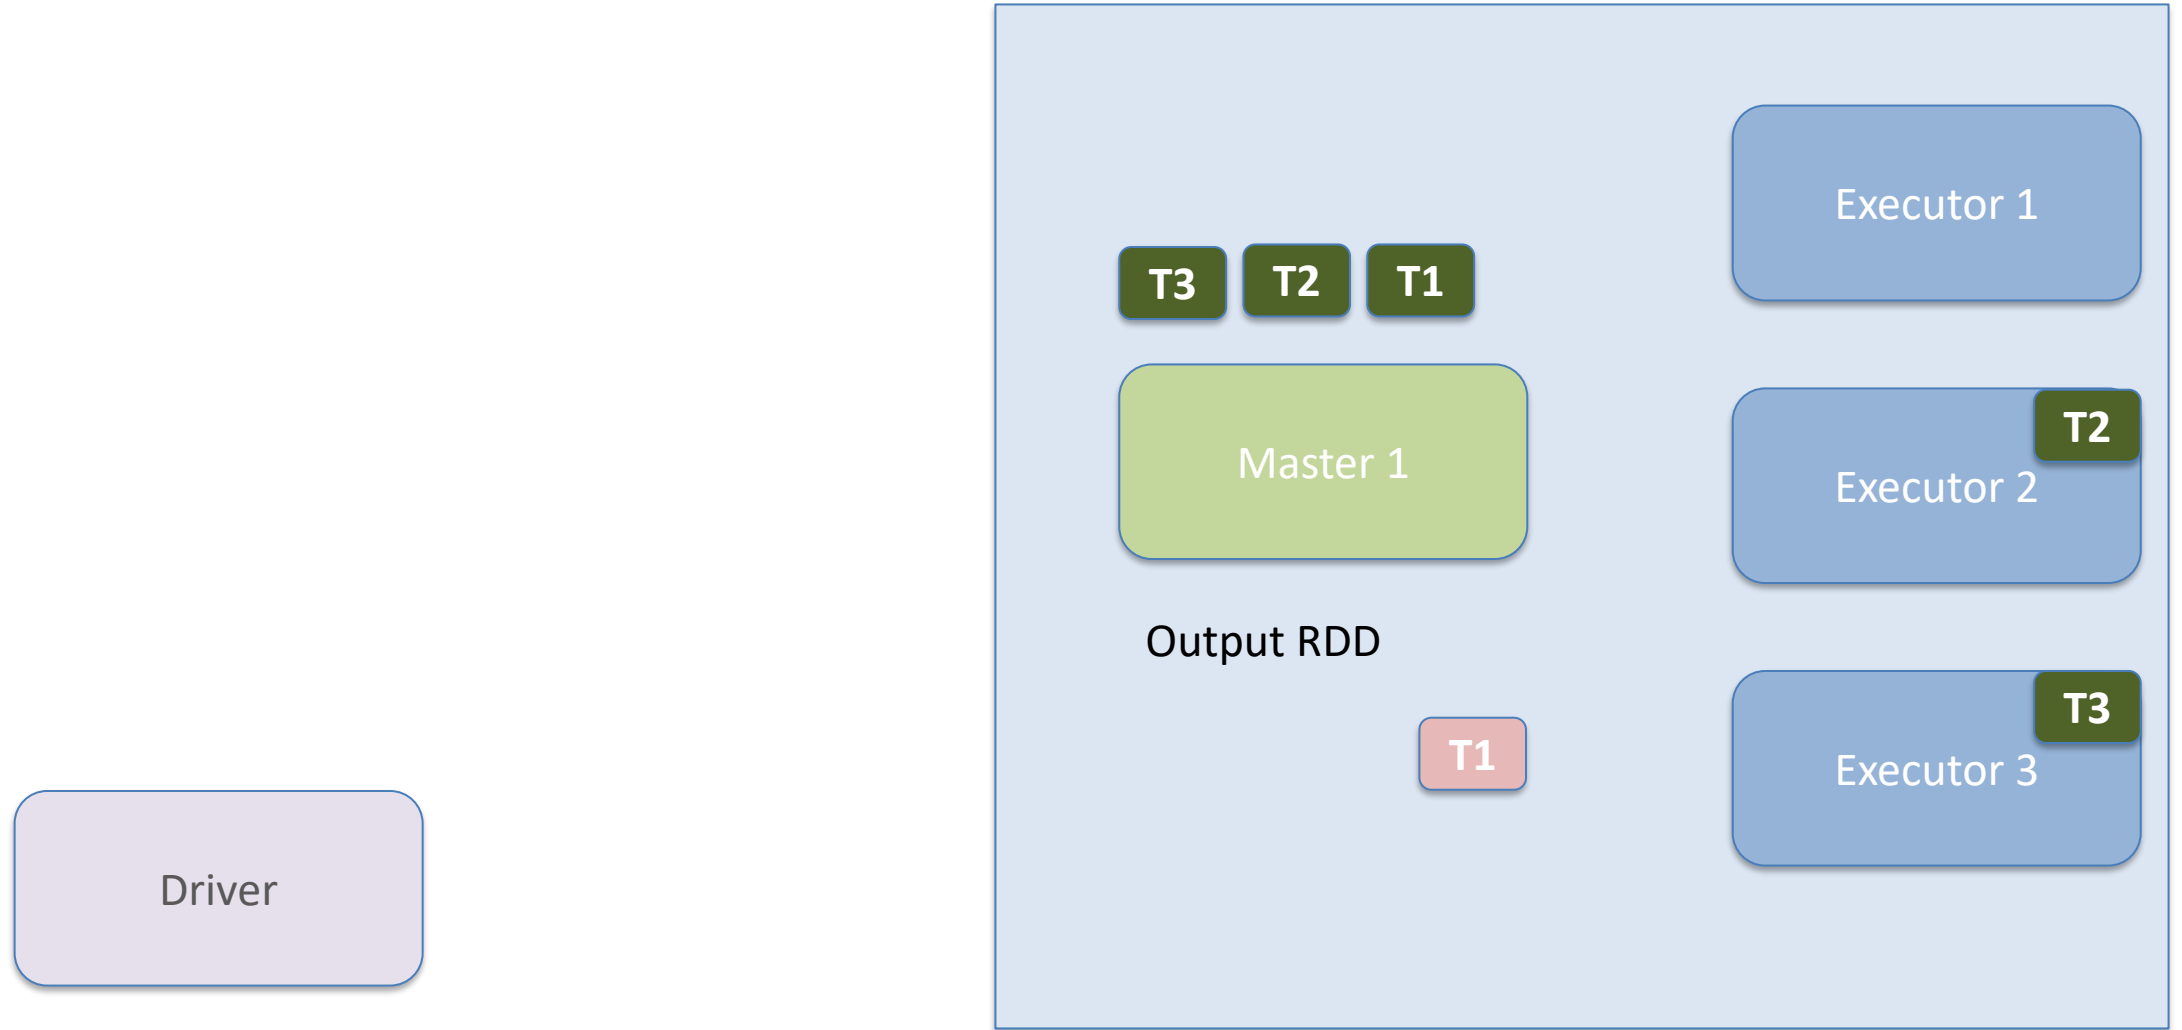 Executor 1
T3 T2 T1
Master 1
T2
Executor 2
Output RDD
T1
T3
Executor 3
Driver